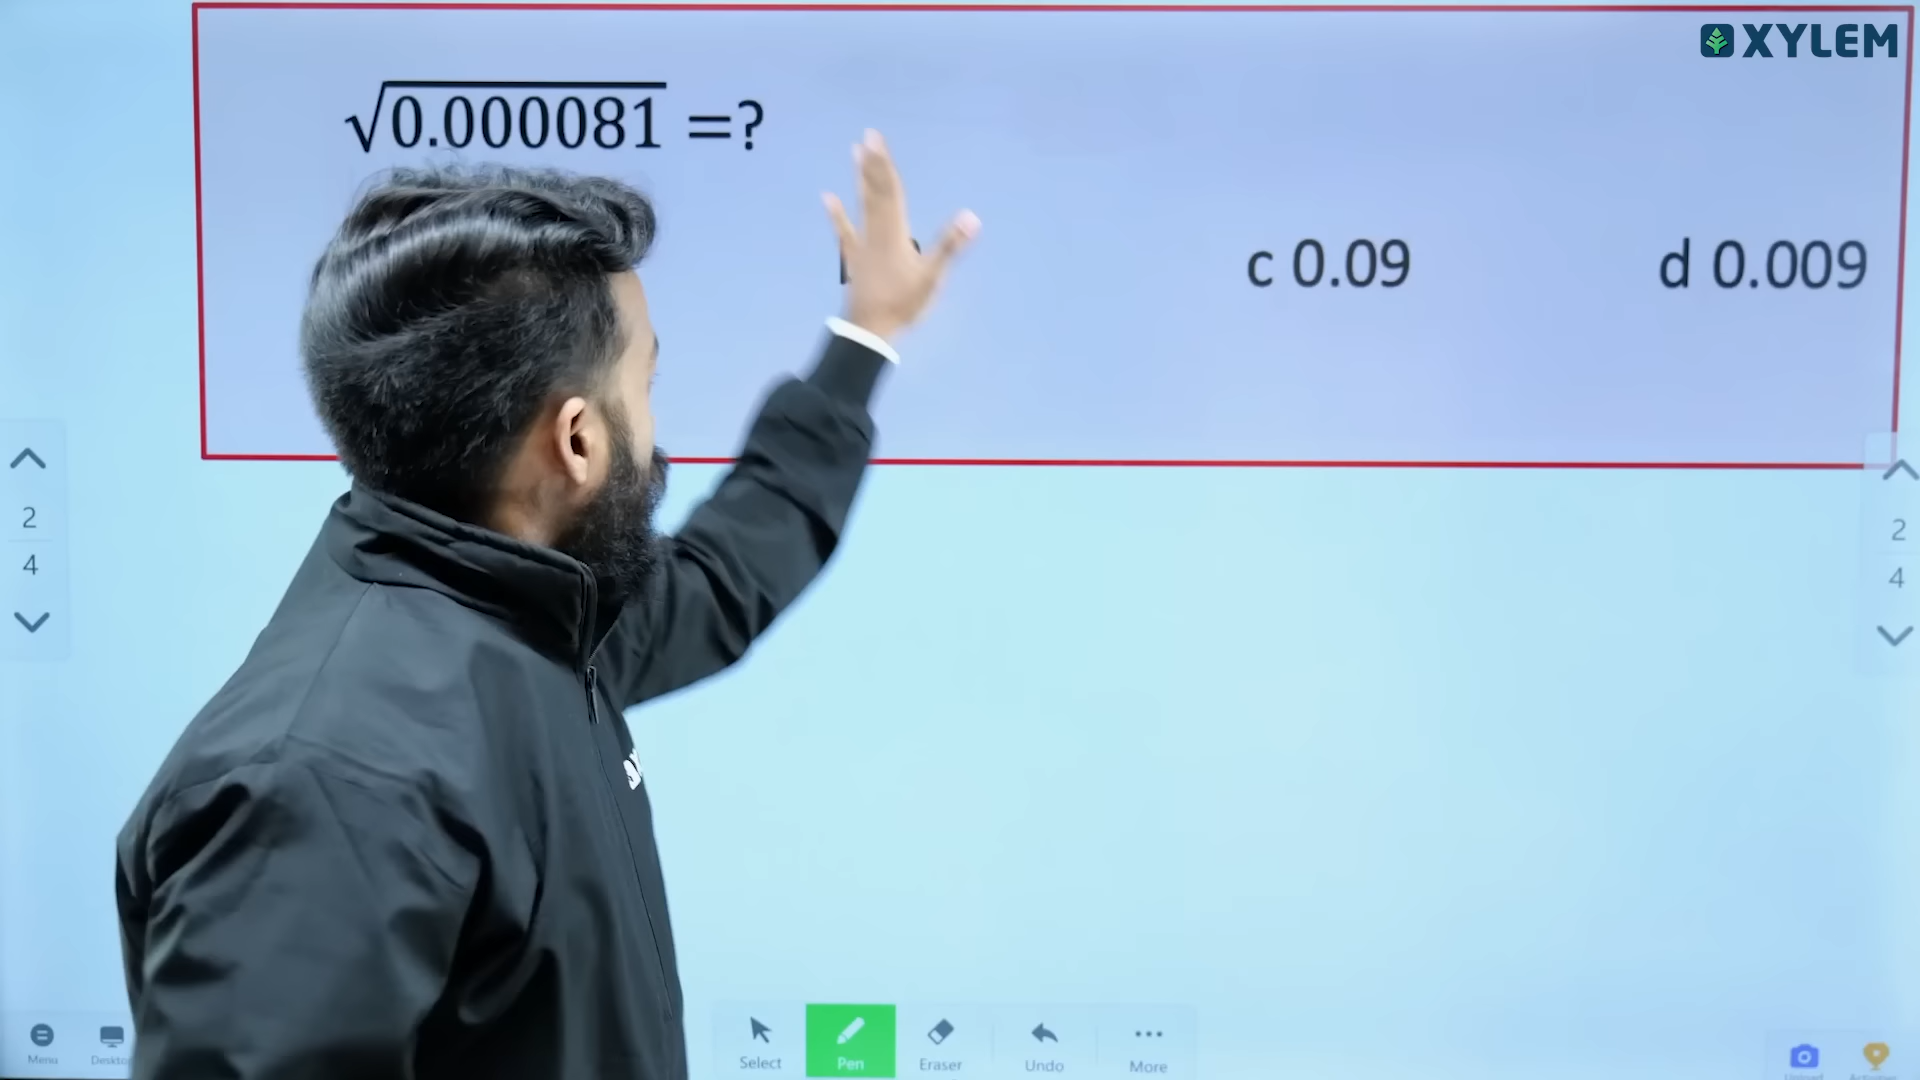 XYLEM
√0.000081 =?
c 0.09
d 0.009
2
4
2
4
Menu
Select
Pen
Eraser
Undo
More